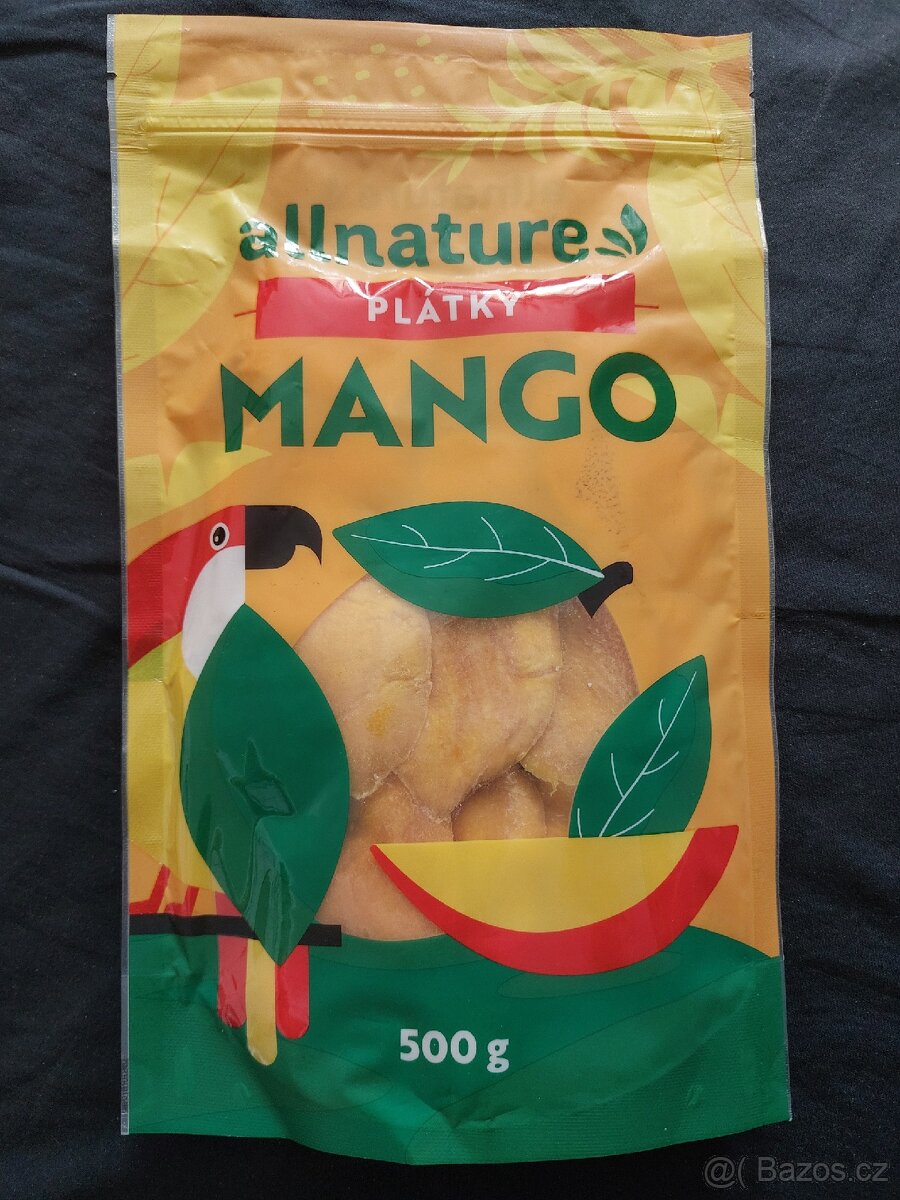 allnature
PLÁTKY
MANGO
500 g
@( Bazos.cz